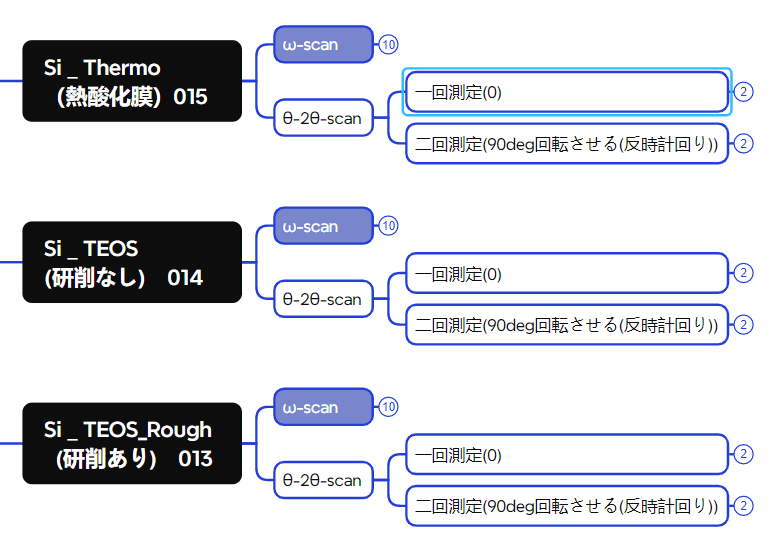 Si _ Thermo
（熱酸化膜）015
ω-scan
10
θ-2θ-scan
一回測定(0)
2
二回測定(90deg回転させる(反時計回り))
2
Si _ TEOS
(研削なし)　014
ω-scan
10
θ-2θ-scan
一回測定(0)
2
二回測定(90deg回転させる(反時計回り))
2
Si _ TEOS_Rough
(研削あり)　013
ω-scan
10
θ-2θ-scan
一回測定(0)
2
二回測定(90deg回転させる(反時計回り))
2